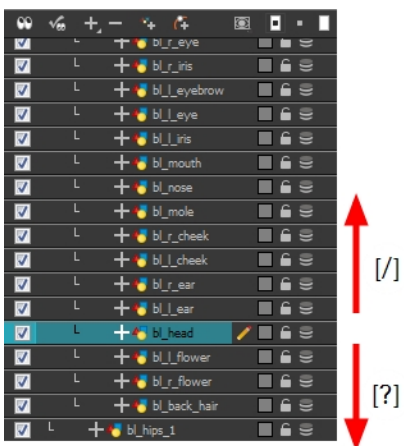 bl_r_eye
bl_r_iris
bl_l_eyebrow
bl_l_eye
bl_l_iris
bl_mouth
bl_nose
bl_mole
bl_r_cheek
bl_l_cheek
[/]
bl_r_ear
bl_l_ear
bl_head
bl_l_flower
bl_r_flower
[?]
bl_back_hair
bl_hips_1